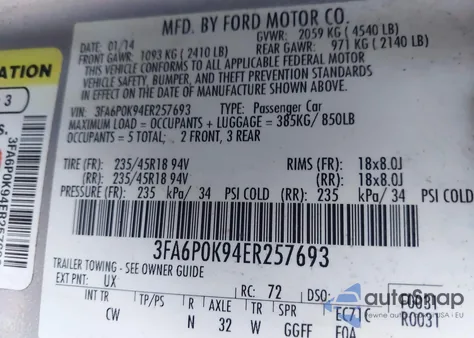 MFD. BY FORD MOTOR CO.
DATE: 01/14 GVWR: 2059 KG ( 4540 LB)
FRONT GAWR: 1093 KG ( 2410 LB) REAR GAWR: 971 KG ( 2140 LB)
THIS VEHICLE CONFORMS TO ALL APPLICABLE FEDERAL MOTOR
VEHICLE SAFETY, BUMPER, AND THEFT PREVENTION STANDARDS
IN EFFECT ON THE DATE OF MANUFACTURE SHOWN ABOVE.
VIN: 3FA6P0K94ER257693 TYPE: Passenger Car
MAXIMUM LOAD = OCCUPANTS + LUGGAGE = 385KG/ 850LB
OCCUPANTS = 5 TOTAL; 2 FRONT, 3 REAR
TIRE (FR): 235/45R18 94V RIMS (FR): 18x8.0J
(RR): 235/45R18 94V (RR): 18x8.0J
PRESSURE (FR): 235 kPa/ 34 PSI COLD (RR): 235 kPa/ 34 PSI COLD
3FA6P0K94ER257693
TRAILER TOWING - SEE OWNER GUIDE
EXT PNT: UX RC: 72 DSO: F0031
INT TR TP/PS R AXLE TR SPR R0031
CW N 32 W GGFF EC71C
autoSnap